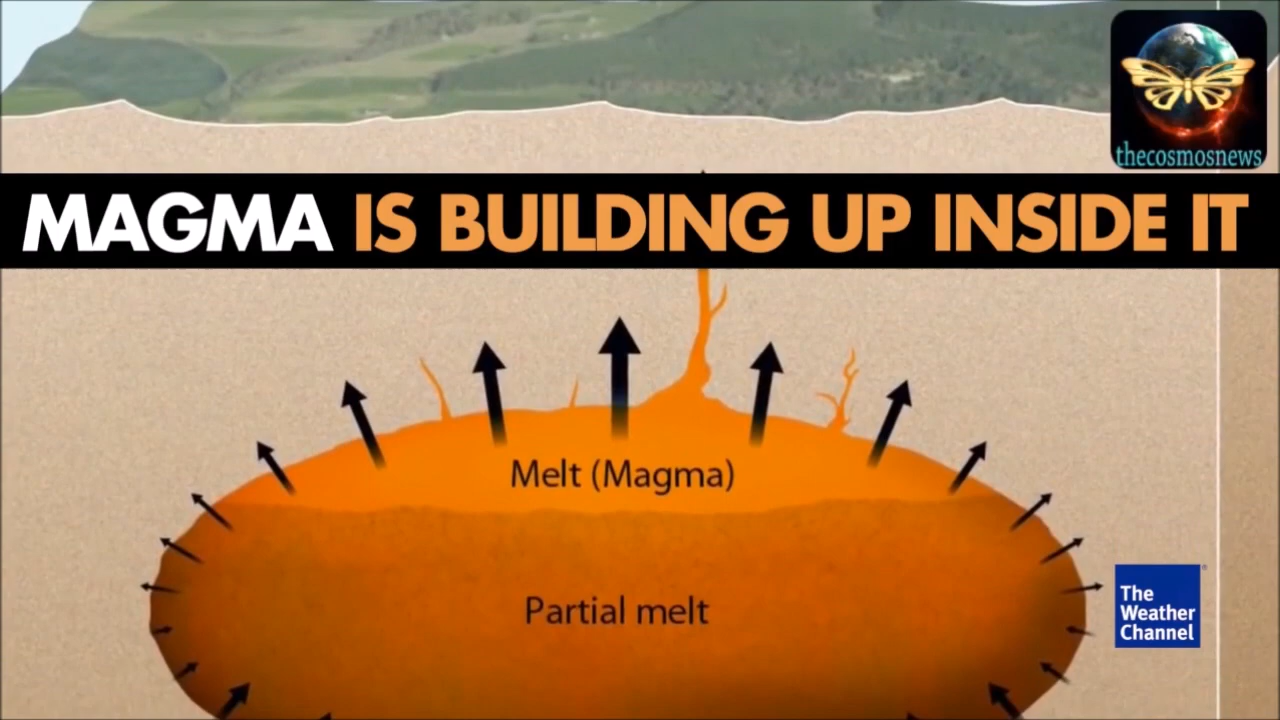 thecosmosnews
MAGMA IS BUILDING UP INSIDE IT
Melt (Magma)
Partial melt
The
Weather
Channel